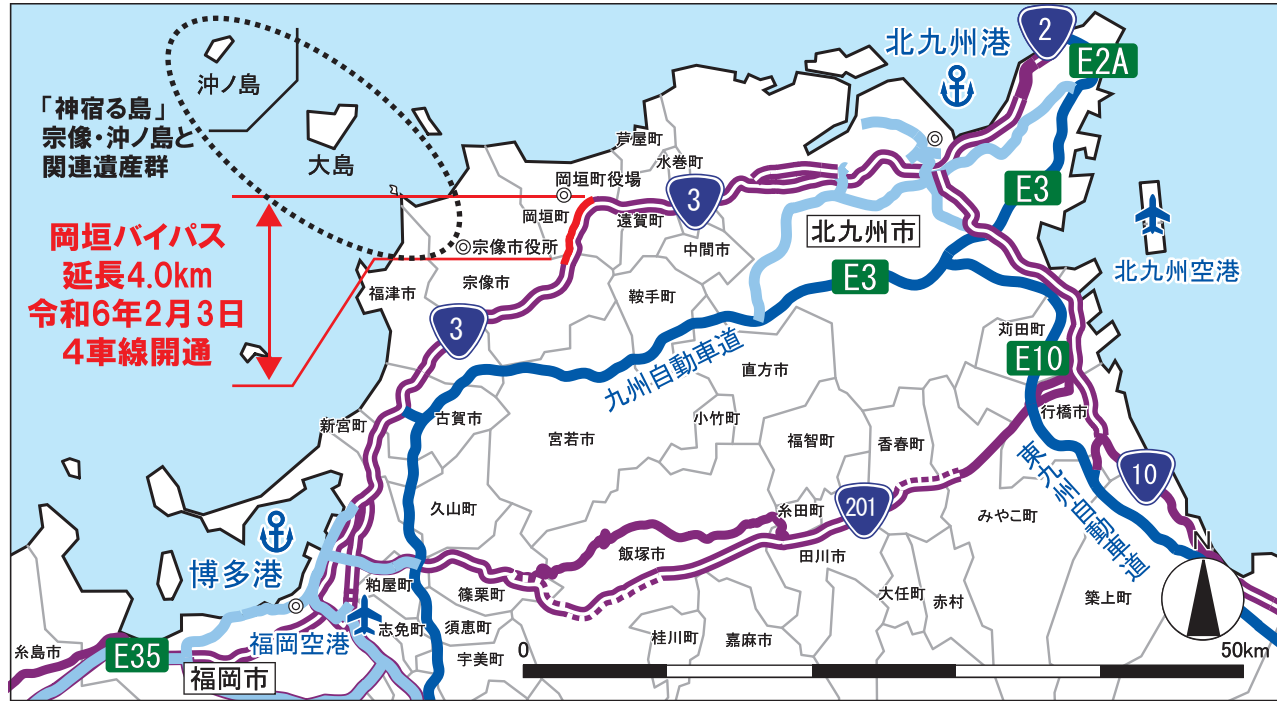 2
北九州港
E2A
沖ノ島
「神宿る島」
宗像・沖ノ島と
関連遺産群
大島
芦屋町
水巻町
岡垣町役場
E3
3
岡垣町
遠賀町
岡垣バイパス
延長4.0km
令和6年2月3日
4車線開通
宗像市役所
中間市
北九州市
北九州空港
福津市
宗像市
鞍手町
E3
3
苅田町
E10
九州自動車道
直方市
行橋市
新宮町
古賀市
宮若市
小竹町
福智町
香春町
東九州自動車道
10
久山町
糸田町
201
みやこ町
飯塚市
田川市
N
博多港
粕屋町
篠栗町
大任町
赤村
築上町
志免町
須恵町
福岡空港
桂川町
嘉麻市
糸島市
E35
宇美町
0
50km
福岡市